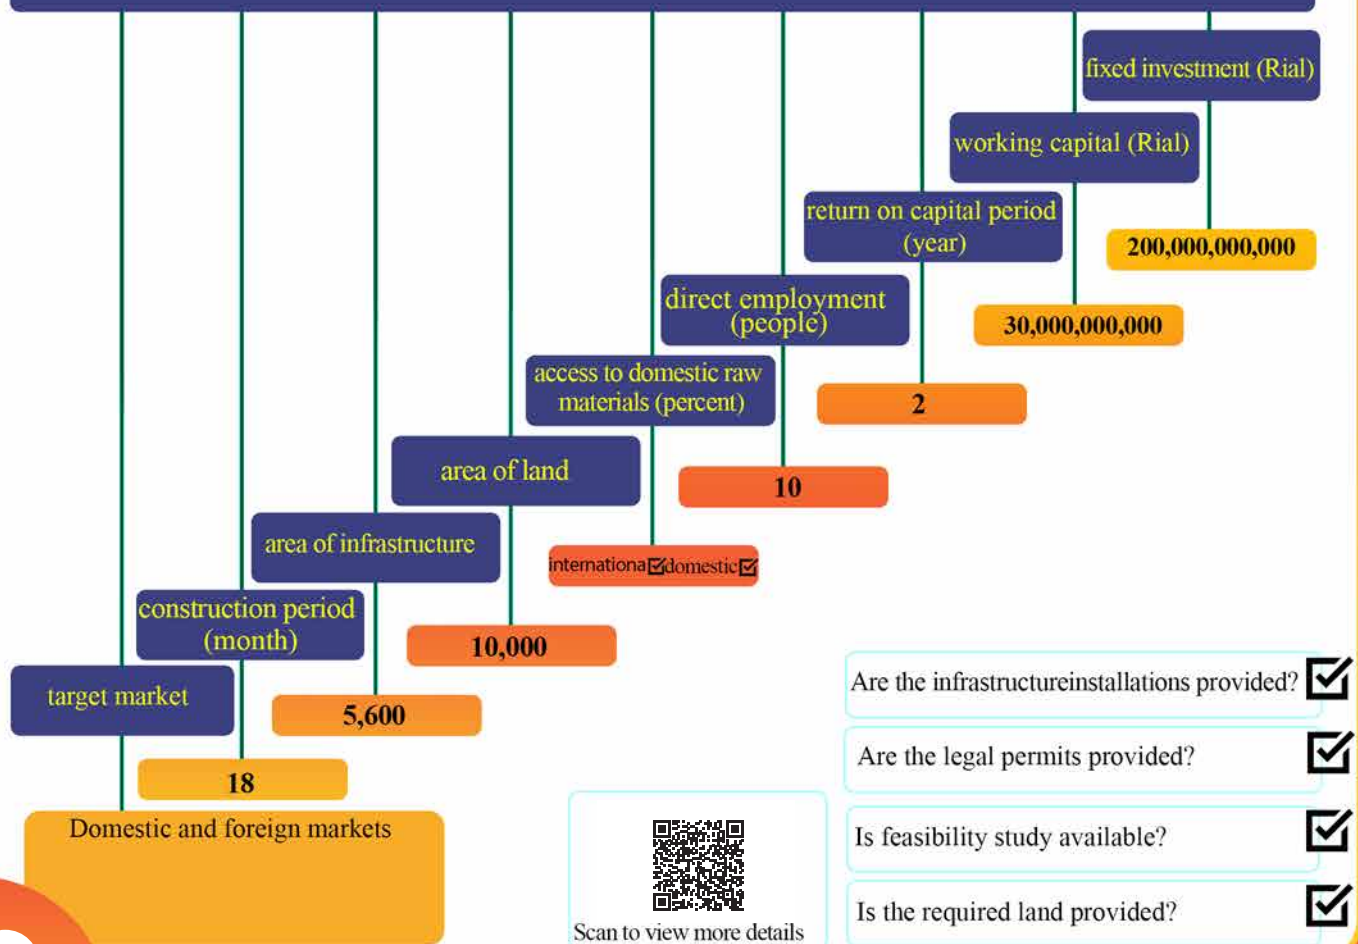 fixed investment (Rial)
200,000,000,000
working capital (Rial)
30,000,000,000
return on capital period
(year)
2
direct employment
(people)
10
access to domestic raw
materials (percent)
internationa☑domestic☑
area of land
10,000
area of infrastructure
5,600
construction period
(month)
18
target market
Domestic and foreign markets
Are the infrastructureinstallations provided? ☑
Are the legal permits provided? ☑
Is feasibility study available? ☑
Is the required land provided? ☑
Scan to view more details